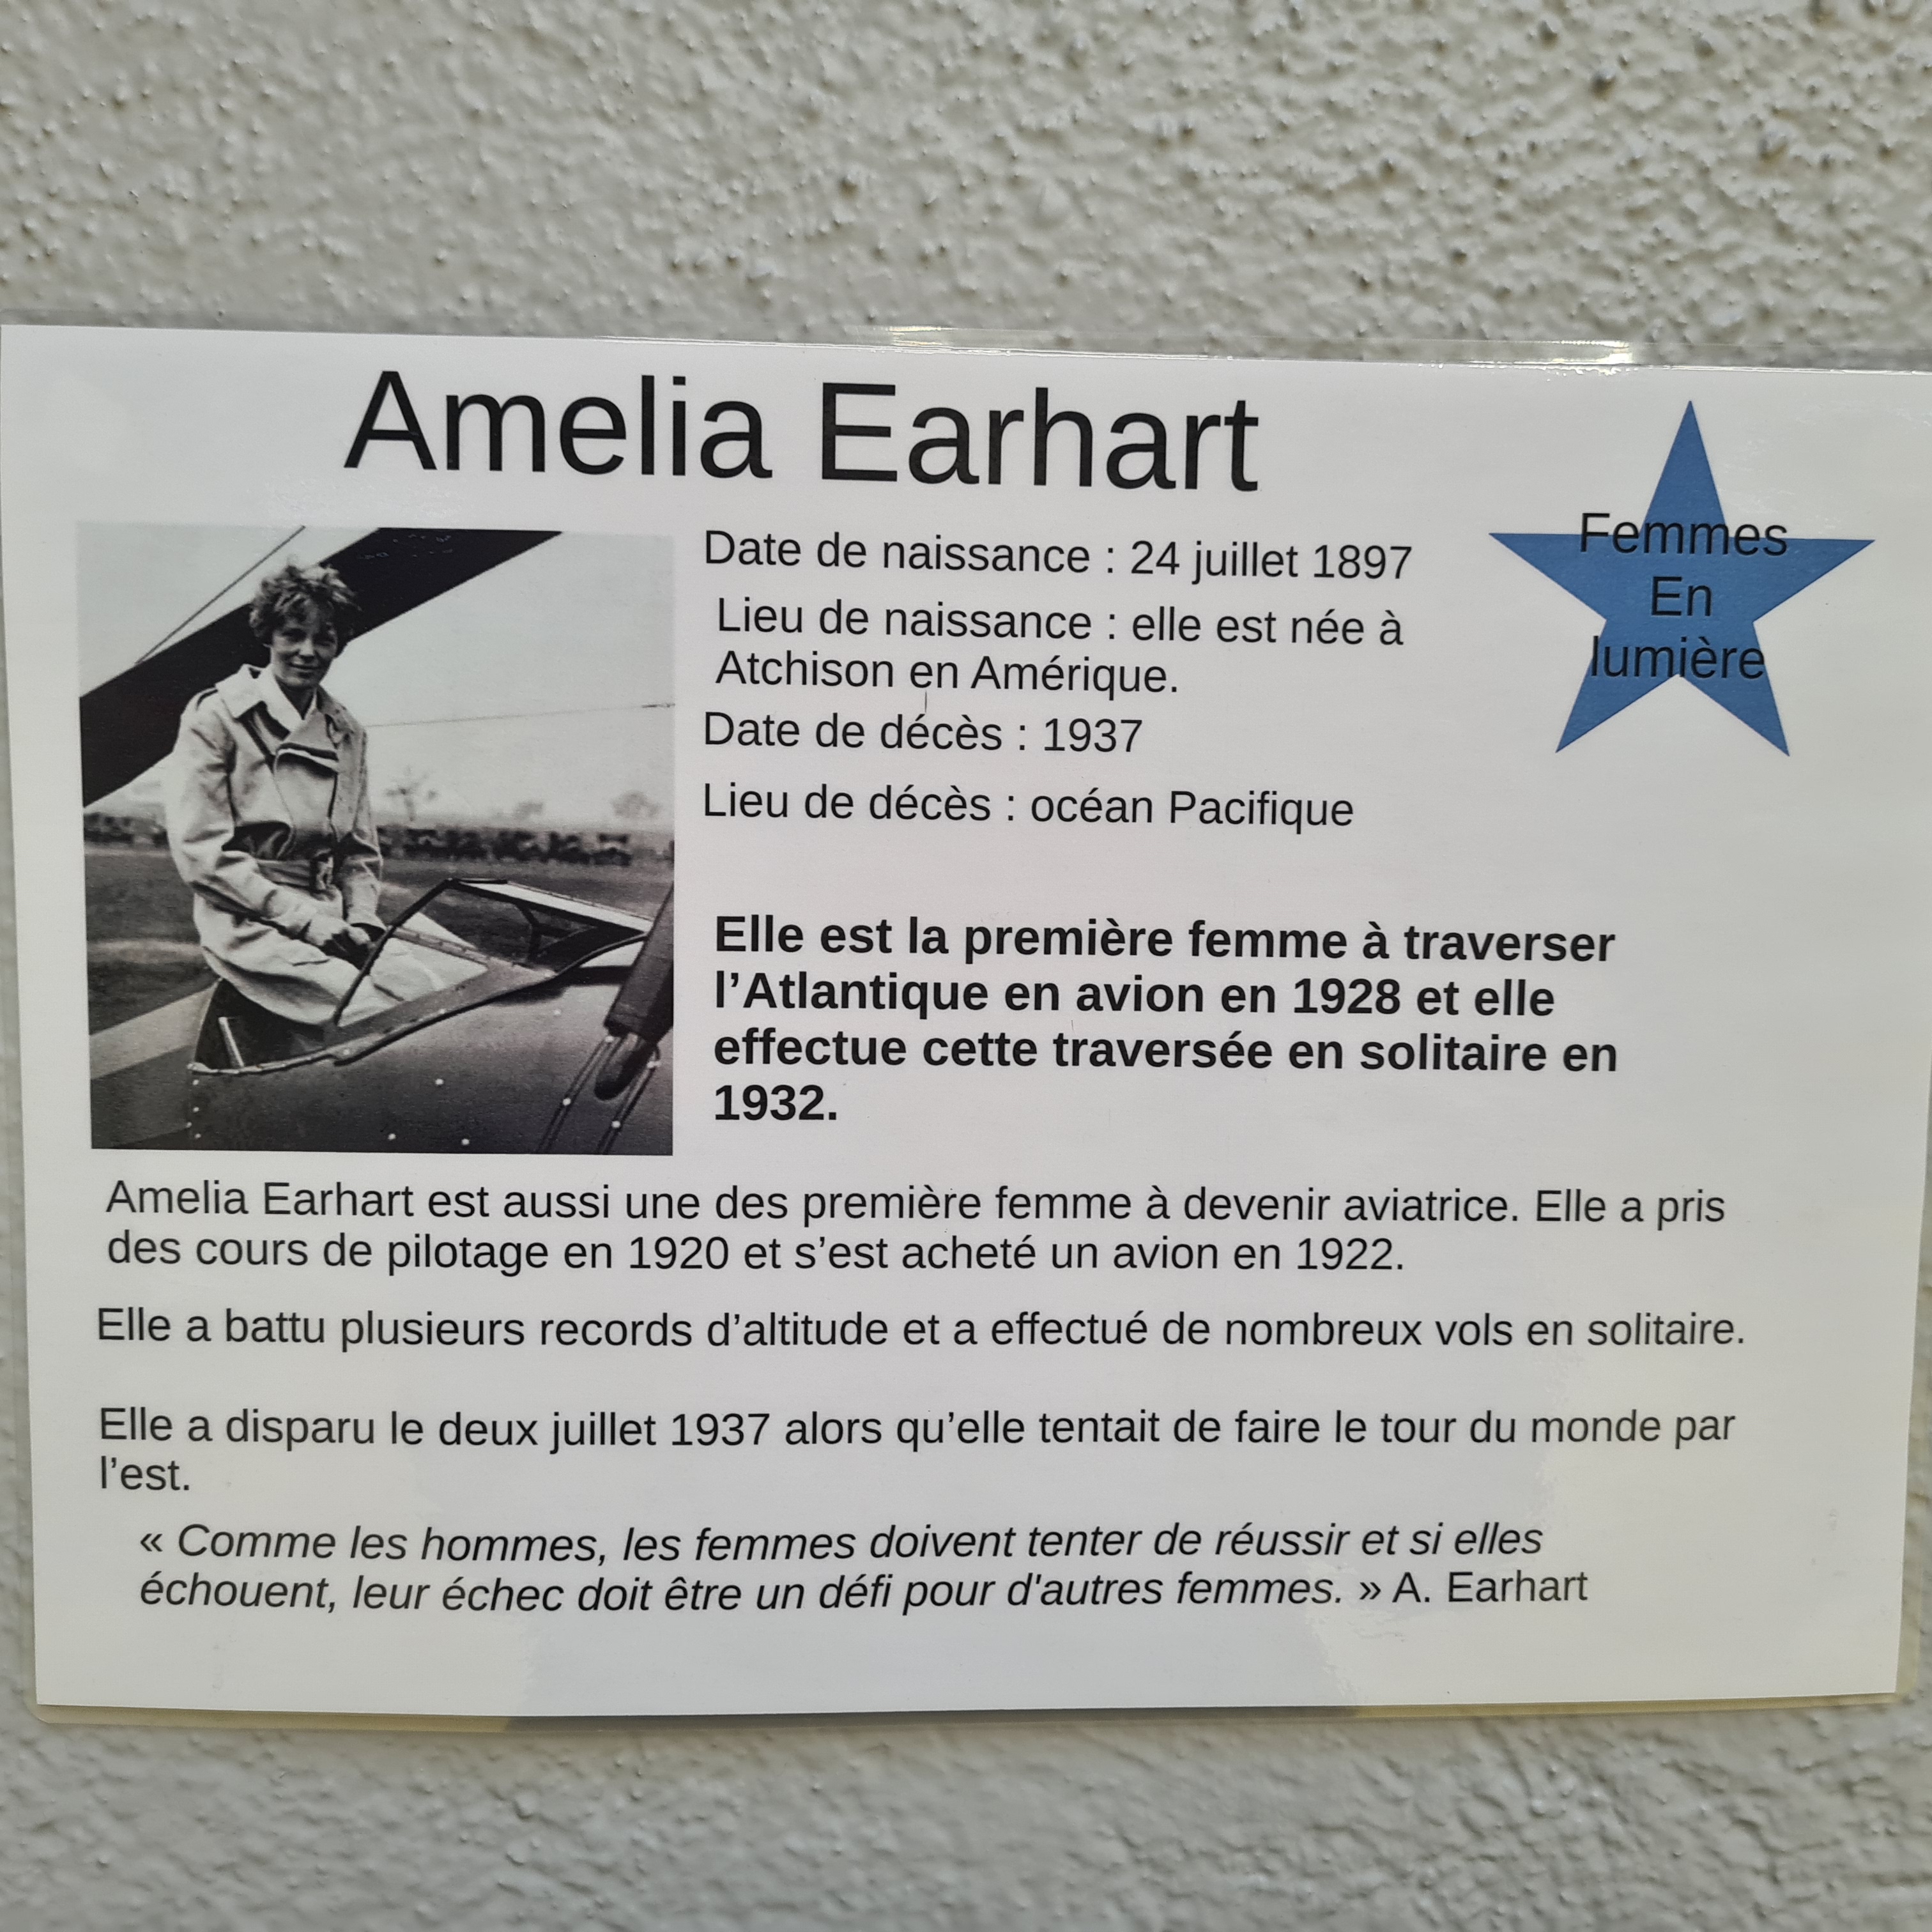 Amelia Earhart
Femmes
En
lumière
Date de naissance : 24 juillet 1897
Lieu de naissance : elle est née à
Atchison en Amérique.
Date de décès : 1937
Lieu de décès : océan Pacifique
Elle est la première femme à traverser
l’Atlantique en avion en 1928 et elle
effectue cette traversée en solitaire en
1932.
Amelia Earhart est aussi une des première femme à devenir aviatrice. Elle a pris
des cours de pilotage en 1920 et s’est acheté un avion en 1922.
Elle a battu plusieurs records d’altitude et a effectué de nombreux vols en solitaire.
Elle a disparu le deux juillet 1937 alors qu’elle tentait de faire le tour du monde par
l’est.
« Comme les hommes, les femmes doivent tenter de réussir et si elles
échouent, leur échec doit être un défi pour d'autres femmes. » A. Earhart